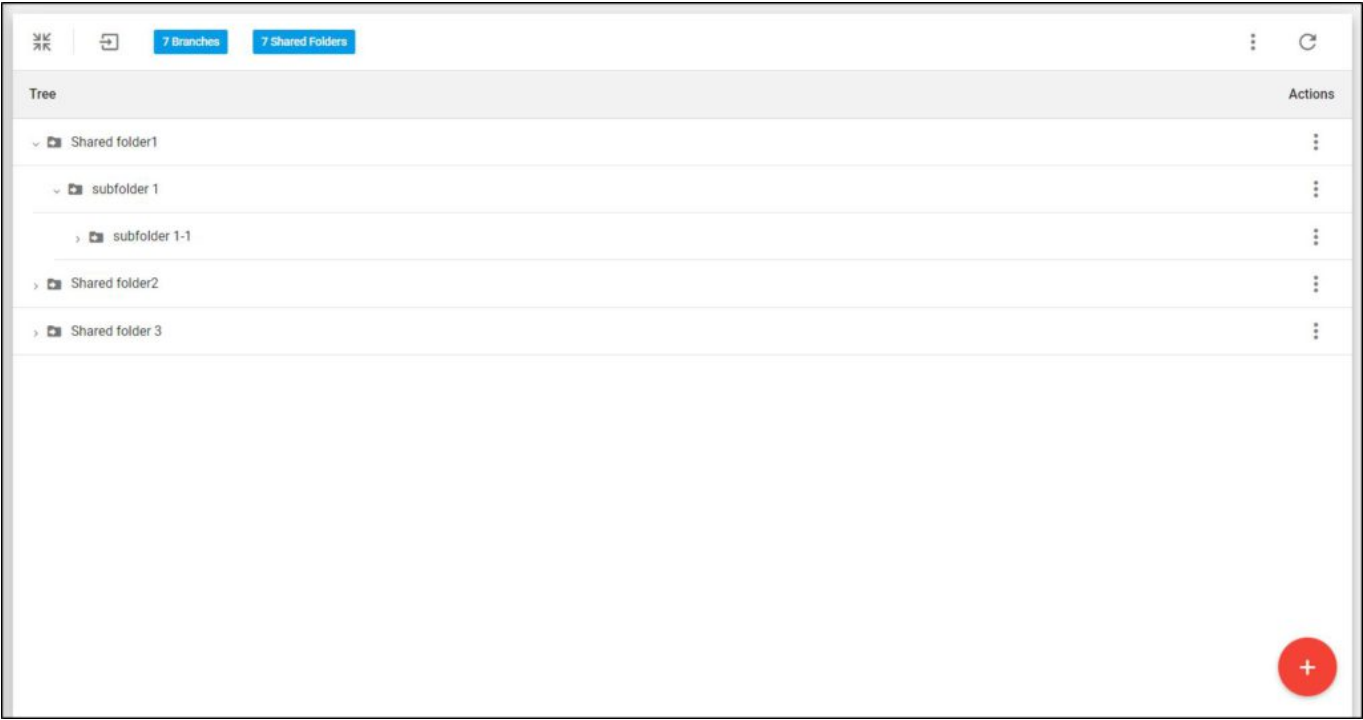 7 Branches 7 Shared Folders
Tree Actions
Shared folder1
subfolder 1
subfolder 1-1
Shared folder2
Shared folder 3